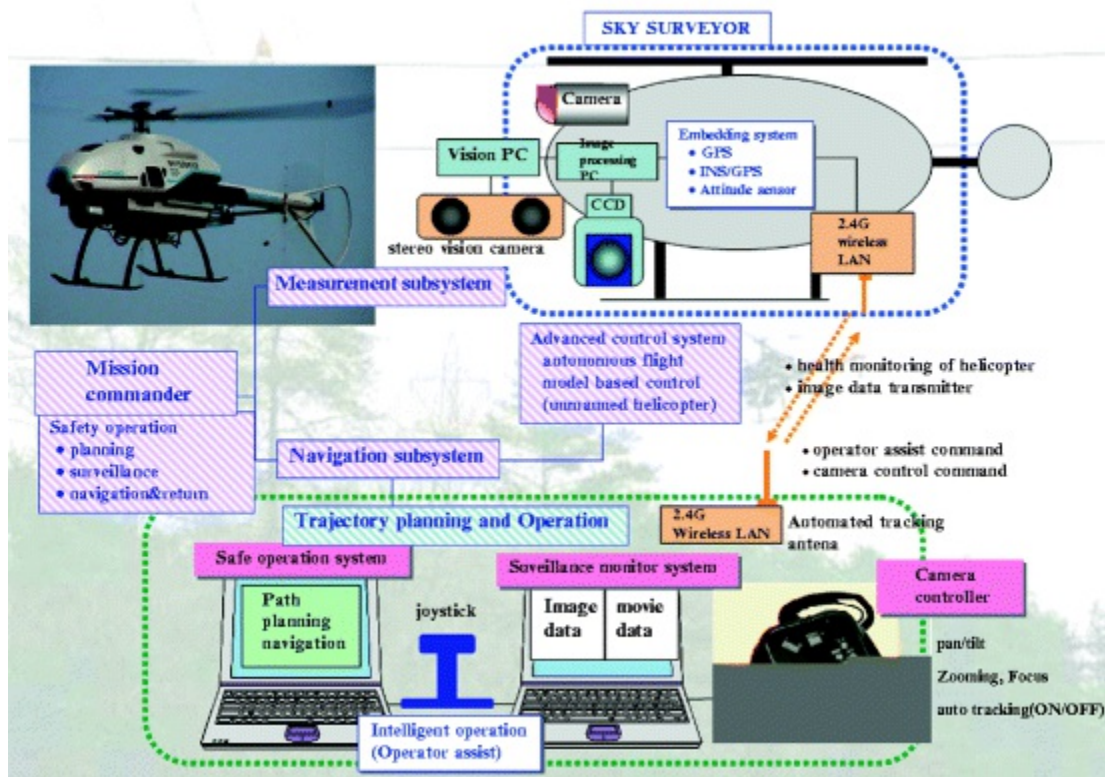 SKY SURVEYOR
Camera
Vision PC
Image
processing
PC
Embedding system
• GPS
• INS/GPS
• Attitude sensor
CCD
stereo vision camera
2.4G
wireless
LAN
Measurement subsystem
Mission
commander
Safety operation
• planning
• surveillance
• navigation&return
Advanced control system
autonomous flight
model based control
(unmanned helicopter)
Navigation subsystem
• health monitoring of helicopter
• image data transmitter
• operator assist command
• camera control command
Trajectory planning and Operation
2.4G
Wireless LAN
Automated tracking
antena
Safe operation system
Suveillance monitor system
Camera
controller
Path
planning
navigation
joystick
Image
data
movie
data
pan/tilt
Zooming, Focus
auto tracking(ON/OFF)
Intelligent operation
(Operator assist)